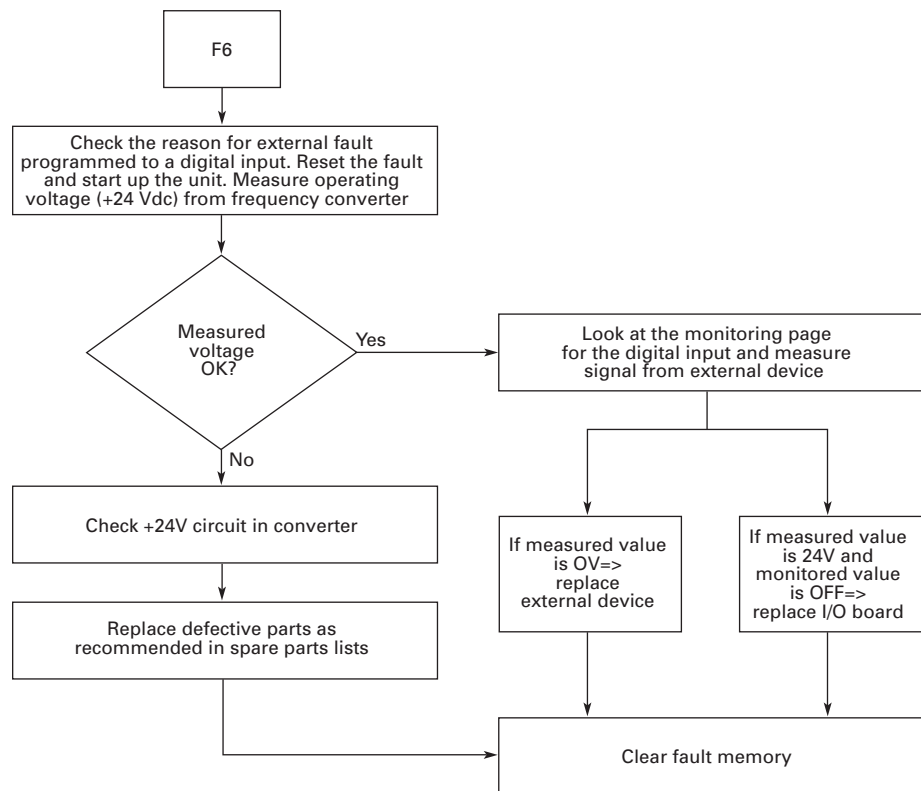 F6
Check the reason for external fault
programmed to a digital input. Reset the fault
and start up the unit. Measure operating
voltage (+24 Vdc) from frequency converter
Measured
voltage
OK?
Yes
No
Look at the monitoring page
for the digital input and measure
signal from external device
Check +24V circuit in converter
If measured value
is OV=>
replace
external device
If measured value
is 24V and
monitored value
is OFF=>
replace I/O board
Replace defective parts as
recommended in spare parts lists
Clear fault memory